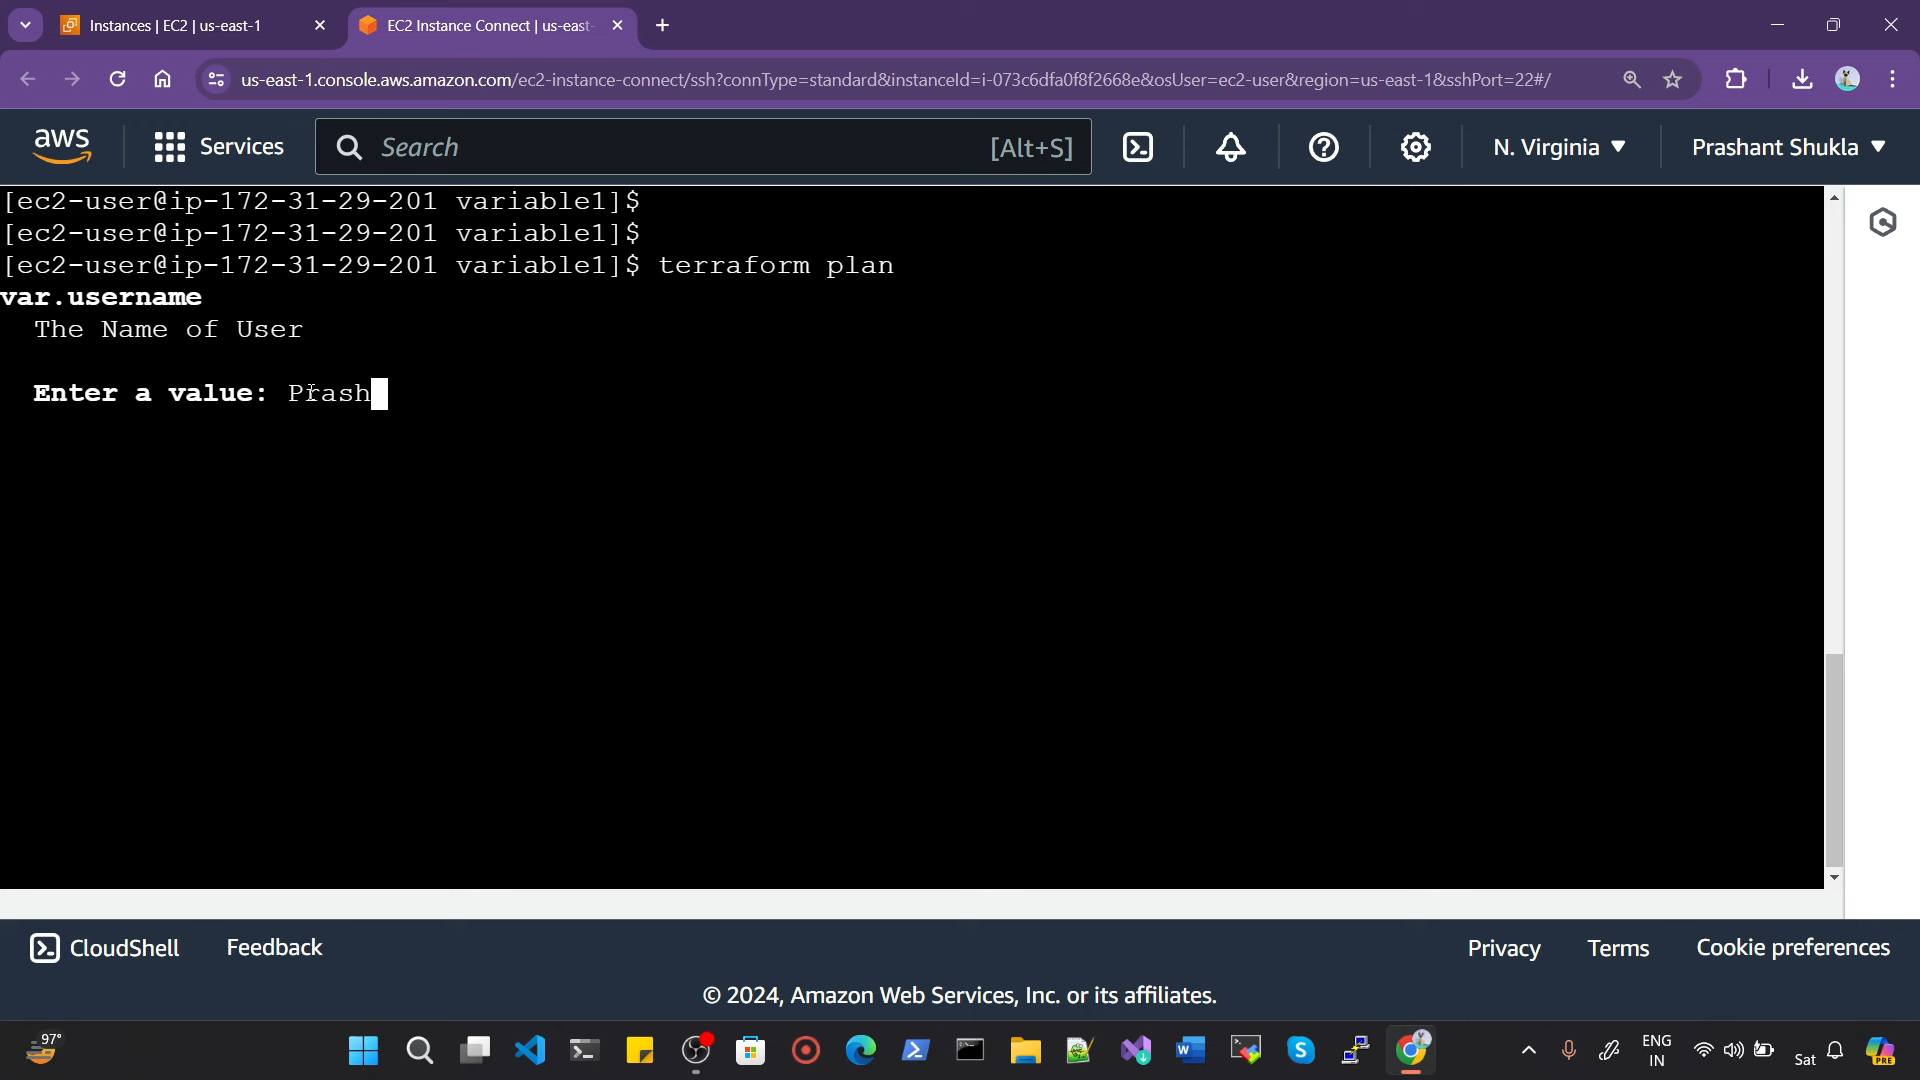 Instances | EC2 | us-east-1
EC2 Instance Connect | us-east-
us-east-1.console.aws.amazon.com/ec2-instance-connect/ssh?connType=standard&instanceId=i-073c6dfa0f8f2668e&osUser=ec2-user&region=us-east-1&sshPort=22#/
aws
Services
Search
[Alt+S]
N. Virginia
Prashant Shukla
[ec2-user@ip-172-31-29-201 variable1]$
[ec2-user@ip-172-31-29-201 variable1]$
[ec2-user@ip-172-31-29-201 variable1]$ terraform plan
var.username
The Name of User
Enter a value: Prash
CloudShell
Feedback
Privacy
Terms
Cookie preferences
© 2024, Amazon Web Services, Inc. or its affiliates.
97°
ENG
IN
Sat
PRE